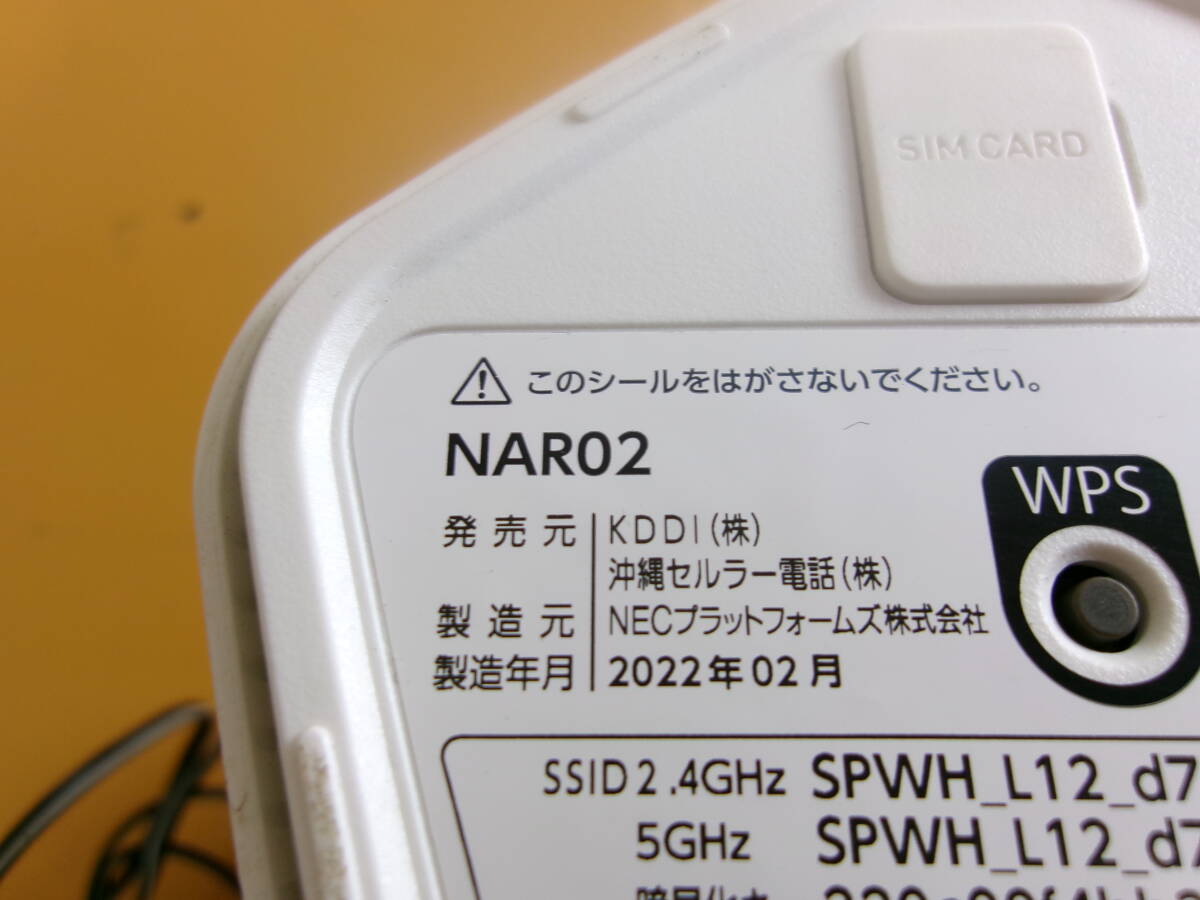 SIM CARD
このシールをはがさないでください。
NAR02
WPS
発売元 KDDI(株)
沖縄セルラー電話(株)
製造元 NECプラットフォームズ株式会社
製造年月 2022年02月
SSID 2.4GHz SPWH_L12_d7
5GHz SPWH_L12_d7